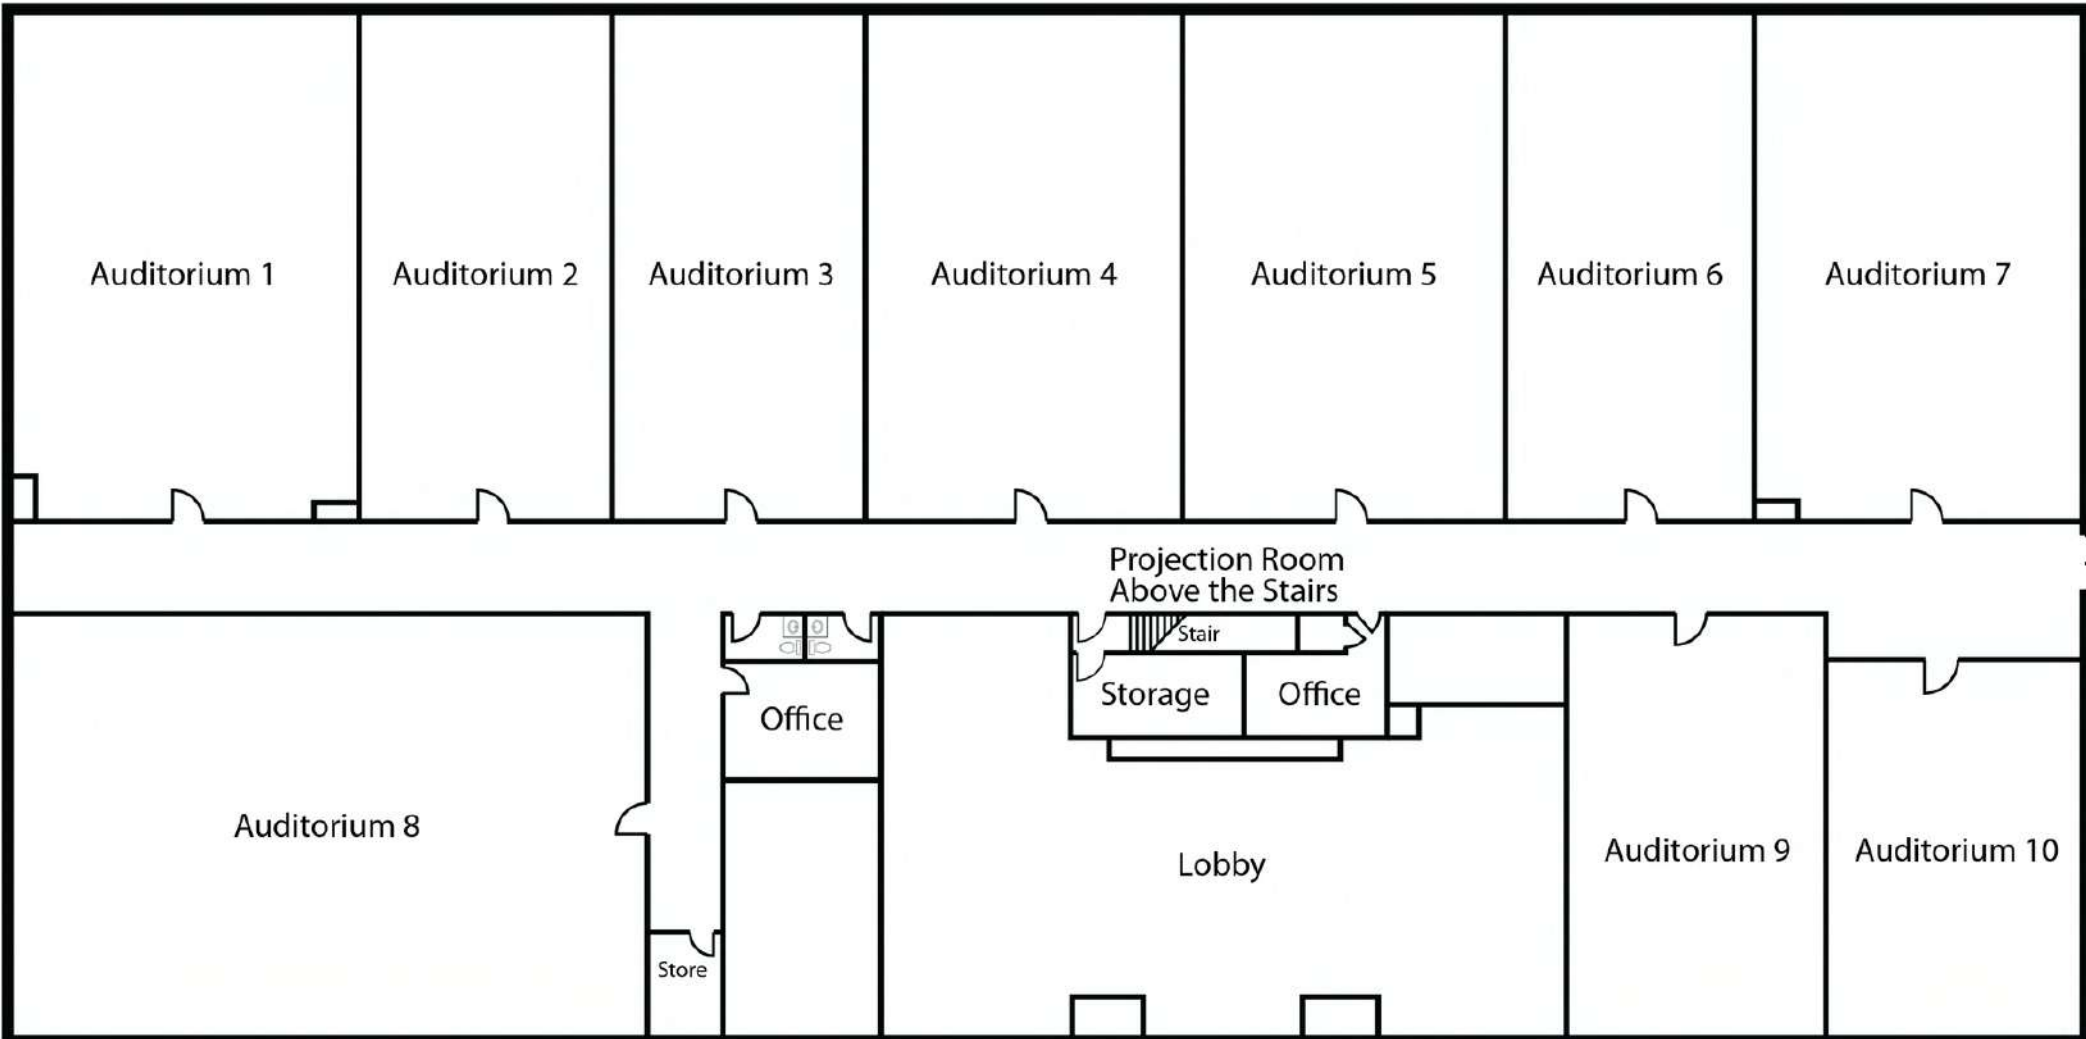 Auditorium 1
Auditorium 2
Auditorium 3
Auditorium 4
Auditorium 5
Auditorium 6
Auditorium 7
Projection Room
Above the Stairs
Stair
Storage
Office
Office
Auditorium 8
Lobby
Auditorium 9
Auditorium 10
Store